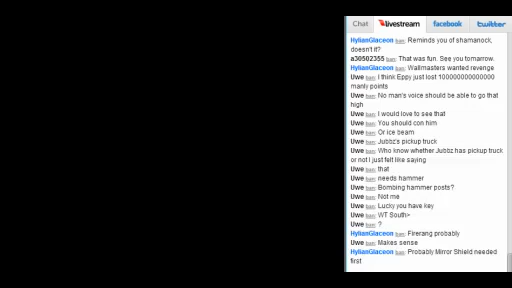 Chat livestream facebook twitter
HylianGlaceon ban: Reminds you of shamanock,
doesn't it?
a30502355 ban: That was fun. See you tomarrow.
HylianGlaceon ban: Wallmasters wanted revenge
Uwe ban: I think Eppy just lost 100000000000000
manly points
Uwe ban: No man's voice should be able to go that
high
Uwe ban: I would love to see that
Uwe ban: You should con him
Uwe ban: Or ice beam
Uwe ban: Jubbz's pickup truck
Uwe ban: Who know whether Jubbz has pickup truck
or not I just felt like saying
Uwe ban: that
Uwe ban: needs hammer
Uwe ban: Bombing hammer posts?
Uwe ban: Not me
Uwe ban: Lucky you have key
Uwe ban: WT South>
Uwe ban: ?
HylianGlaceon ban: Firerang probably
Uwe ban: Makes sense
HylianGlaceon ban: Probably Mirror Shield needed
first